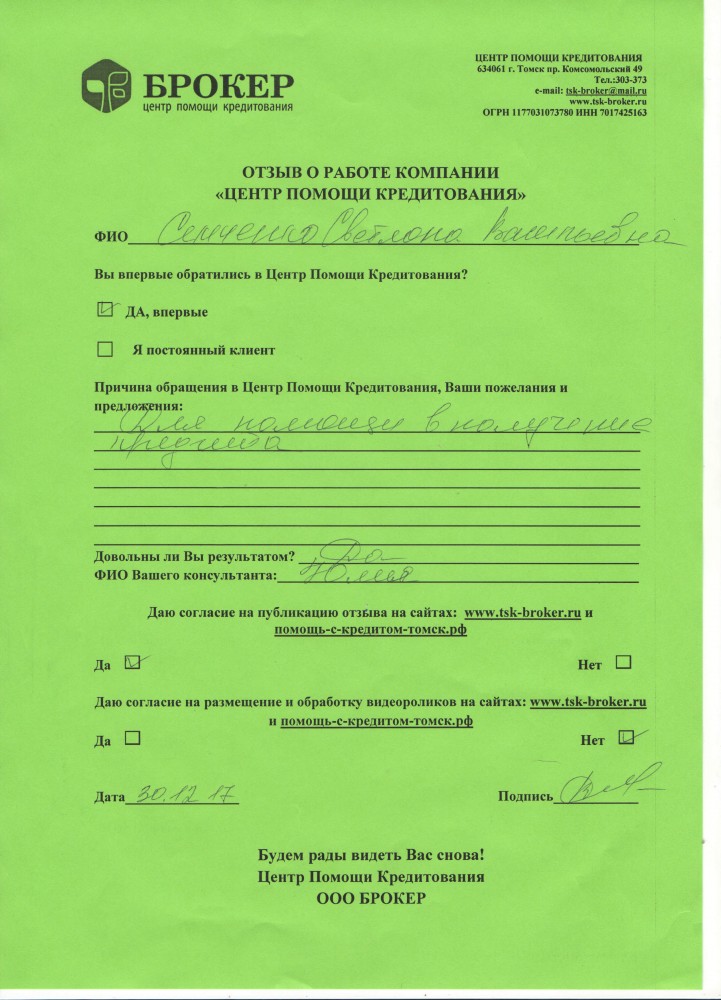 БРОКЕР
центр помощи кредитования
ЦЕНТР ПОМОЩИ КРЕДИТОВАНИЯ
634061 г. Томск пр. Комсомольский 49
Тел.:303-373
e-mail: tsk-broker@mail.ru
www.tsk-broker.ru
ОГРН 1177031073780 ИНН 7017425163
ОТЗЫВ О РАБОТЕ КОМПАНИИ
«ЦЕНТР ПОМОЩИ КРЕДИТОВАНИЯ»
ФИО Семченко Светлана Васильевна
Вы впервые обратились в Центр Помощи Кредитования?
ДА, впервые
Я постоянный клиент
Причина обращения в Центр Помощи Кредитования, Ваши пожелания и
предложения:
Для помощи в получение
кредита
Довольны ли Вы результатом? Да
ФИО Вашего консультанта: Юлия
Даю согласие на публикацию отзыва на сайтах: www.tsk-broker.ru и
помощь-с-кредитом-томск.рф
Да Нет
Даю согласие на размещение и обработку видеороликов на сайтах: www.tsk-broker.ru
и помощь-с-кредитом-томск.рф
Да Нет
Дата 30.12 17 Подпись
Будем рады видеть Вас снова!
Центр Помощи Кредитования
ООО БРОКЕР